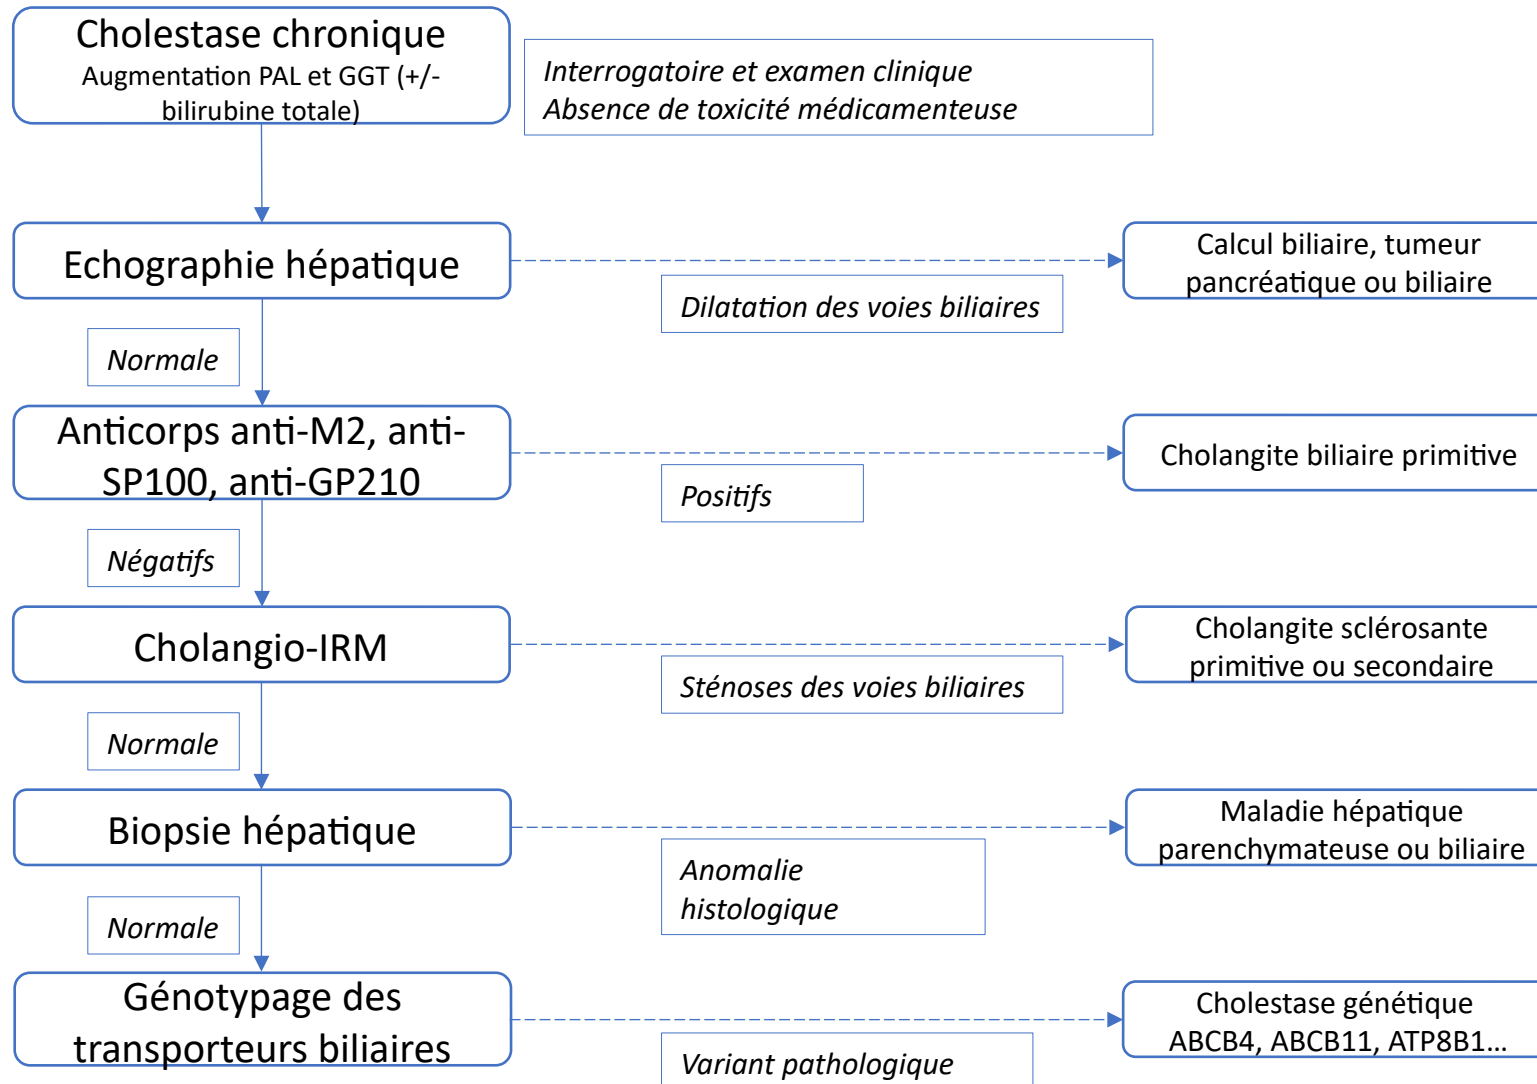 Cholestase chronique
Augmentation PAL et GGT (+/-
bilirubine totale)
Interrogatoire et examen clinique
Absence de toxicité médicamenteuse
Echographie hépatique
Dilatation des voies biliaires
Calcul biliaire, tumeur
pancréatique ou biliaire
Normale
Anticorps anti-M2, anti-
SP100, anti-GP210
Positifs
Cholangite biliaire primitive
Négatifs
Cholangio-IRM
Sténoses des voies biliaires
Cholangite sclérosante
primitive ou secondaire
Normale
Biopsie hépatique
Anomalie
histologique
Maladie hépatique
parenchymateuse ou biliaire
Normale
Génotypage des
transporteurs biliaires
Variant pathologique
Cholestase génétique
ABCB4, ABCB11, ATP8B1...